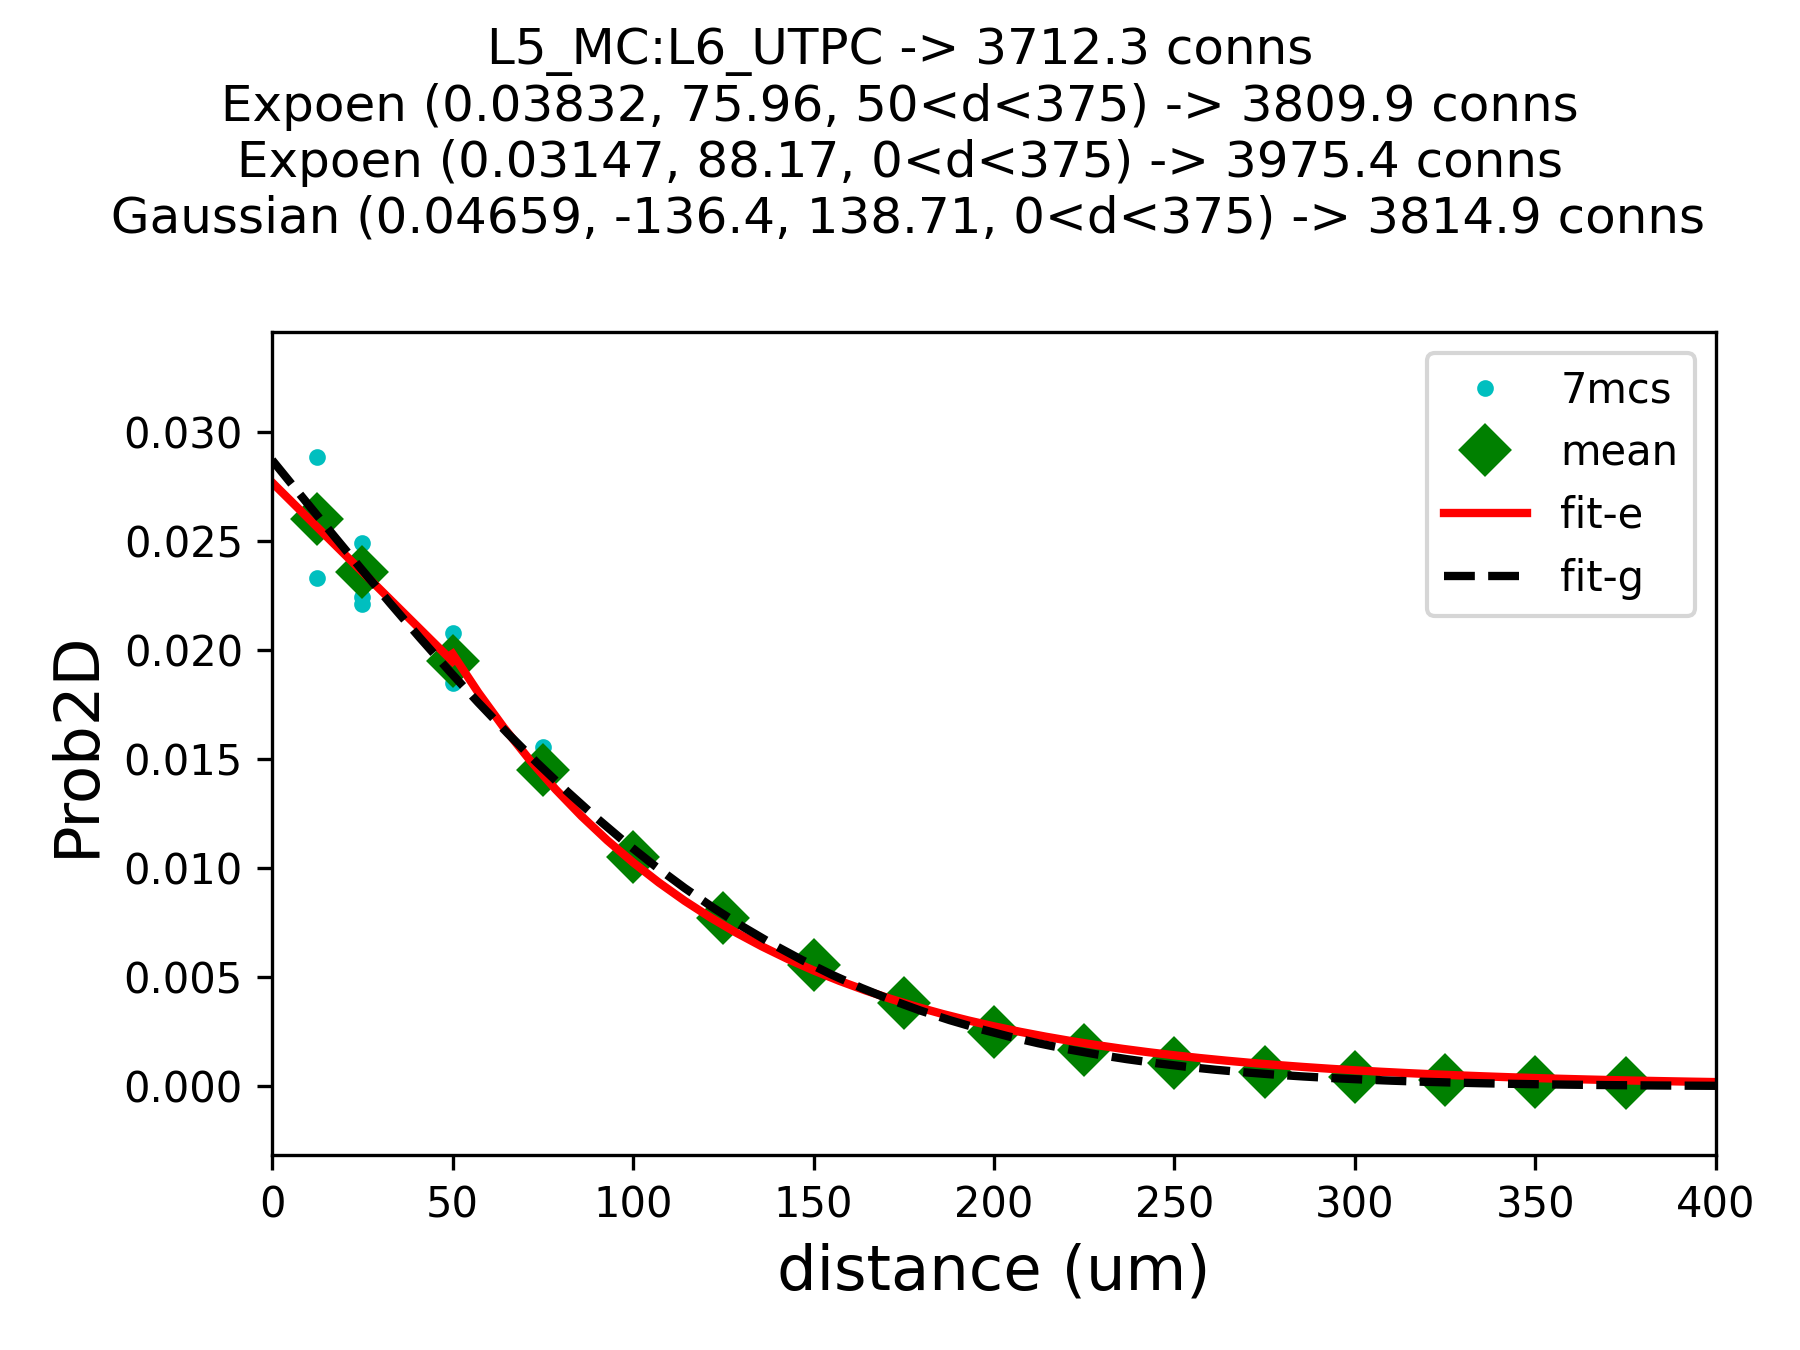 L5_MC:L6_UTPC -> 3712.3 conns
Expoen (0.03832, 75.96, 50<d<375) -> 3809.9 conns
Expoen (0.03147, 88.17, 0<d<375) -> 3975.4 conns
Gaussian (0.04659, -136.4, 138.71, 0<d<375) -> 3814.9 conns
7mcs
mean
fit-e
fit-g
Prob2D
0.030
0.025
0.020
0.015
0.010
0.005
0.000
0 50 100 150 200 250 300 350 400
distance (um)